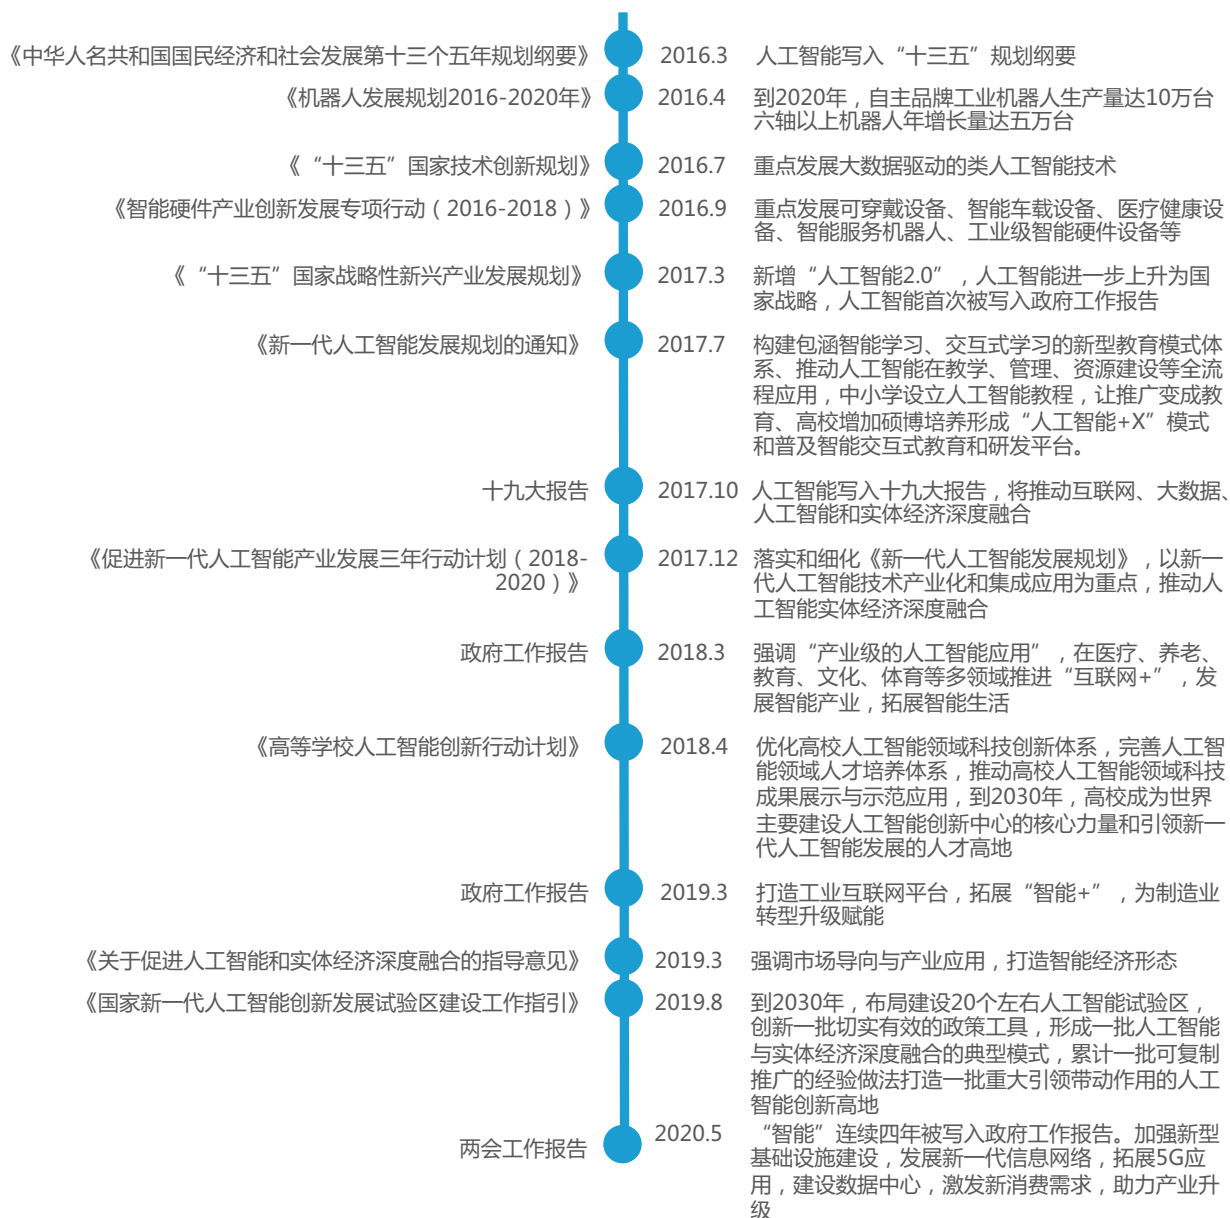 《中华人名共和国国民经济和社会发展第十三个五年规划纲要》 2016.3 人工智能写入“十三五”规划纲要
《机器人发展规划2016-2020年》 2016.4 到2020年，自主品牌工业机器人生产量达10万台
六轴以上机器人年增长量达五万台
《“十三五”国家技术创新规划》 2016.7 重点发展大数据驱动的类人工智能技术
《智能硬件产业创新发展专项行动（2016-2018）》 2016.9 重点发展可穿戴设备、智能车载设备、医疗健康设
备、智能服务机器人、工业级智能硬件设备等
《“十三五”国家战略性新兴产业发展规划》 2017.3 新增“人工智能2.0”，人工智能进一步上升为国
家战略，人工智能首次被写入政府工作报告
《新一代人工智能发展规划的通知》 2017.7 构建包涵智能学习、交互式学习的新型教育模式体
系、推动人工智能在教学、管理、资源建设等全流
程应用，中小学设立人工智能教程，让推广变成教
育、高校增加硕博培养形成“人工智能+X”模式
和普及智能交互式教育和研发平台。
十九大报告 2017.10 人工智能写入十九大报告，将推动互联网、大数据、
人工智能和实体经济深度融合
《促进新一代人工智能产业发展三年行动计划（2018- 2017.12 落实和细化《新一代人工智能发展规划》，以新一
2020）》 代人工智能技术产业化和集成应用为重点，推动人
工智能实体经济深度融合
政府工作报告 2018.3 强调“产业级的人工智能应用”，在医疗、养老、
教育、文化、体育等多领域推进“互联网+”，发
展智能产业，拓展智能生活
《高等学校人工智能创新行动计划》 2018.4 优化高校人工智能领域科技创新体系，完善人工智
能领域人才培养体系，推动高校人工智能领域科技
成果展示与示范应用，到2030年，高校成为世界
主要建设人工智能创新中心的核心力量和引领新一
代人工智能发展的人才高地
政府工作报告 2019.3 打造工业互联网平台，拓展“智能+”，为制造业
转型升级赋能
《关于促进人工智能和实体经济深度融合的指导意见》 2019.3 强调市场导向与产业应用，打造智能经济形态
《国家新一代人工智能创新发展试验区建设工作指引》 2019.8 到2030年，布局建设20个左右人工智能试验区，
创新一批切实有效的政策工具，形成一批人工智能
与实体经济深度融合的典型模式，累计一批可复制
推广的经验做法打造一批重大引领带动作用的人工
智能创新高地
两会工作报告 2020.5 “智能”连续四年被写入政府工作报告。加强新型
基础设施建设，发展新一代信息网络，拓展5G应
用，建设数据中心，激发新消费需求，助力产业升
级